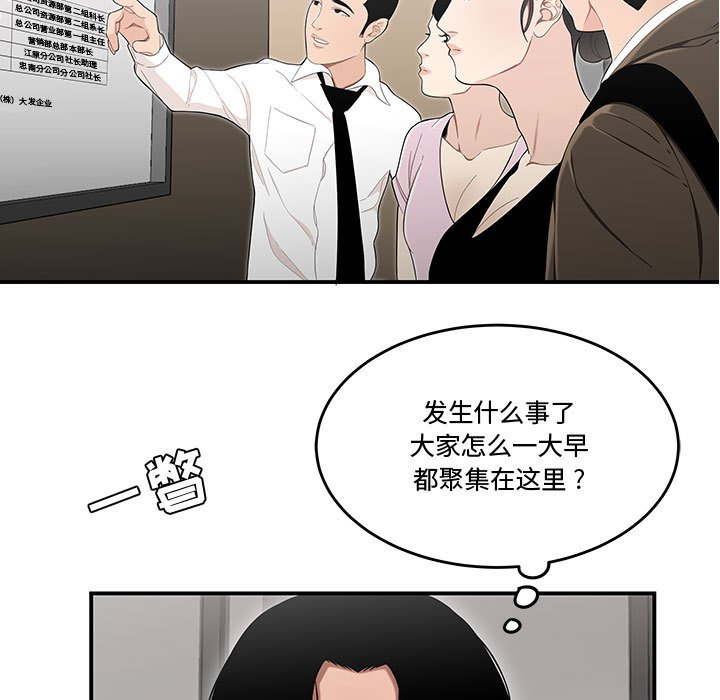 总公司资源部第二组科长
总公司资源部第二组系长
总公司营业部第一组主任
营销部总部本部长
江原分公司社长助理
忠南分公司分公司社长
(株) 大发企业
一瞥
发生什么事了
大家怎么一大早
都聚集在这里？